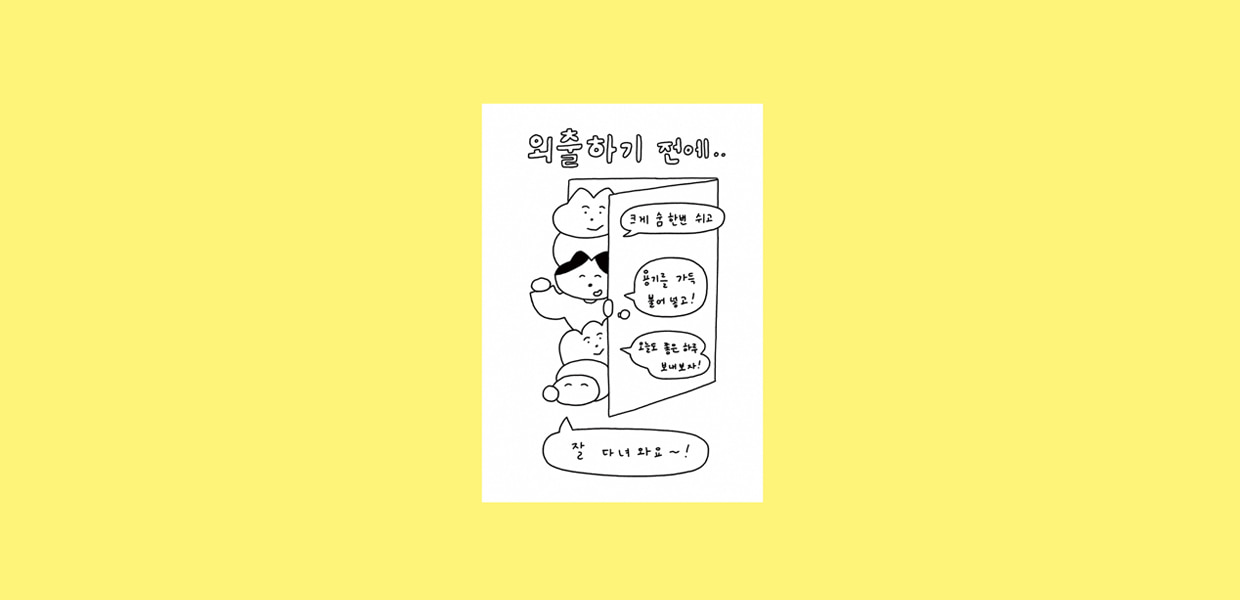 외출하기 전에..
크게 숨 한번 쉬고
용기를 가득
불어 넣고!
오늘도 좋은 하루
보내보자!
잘 다녀와요~!